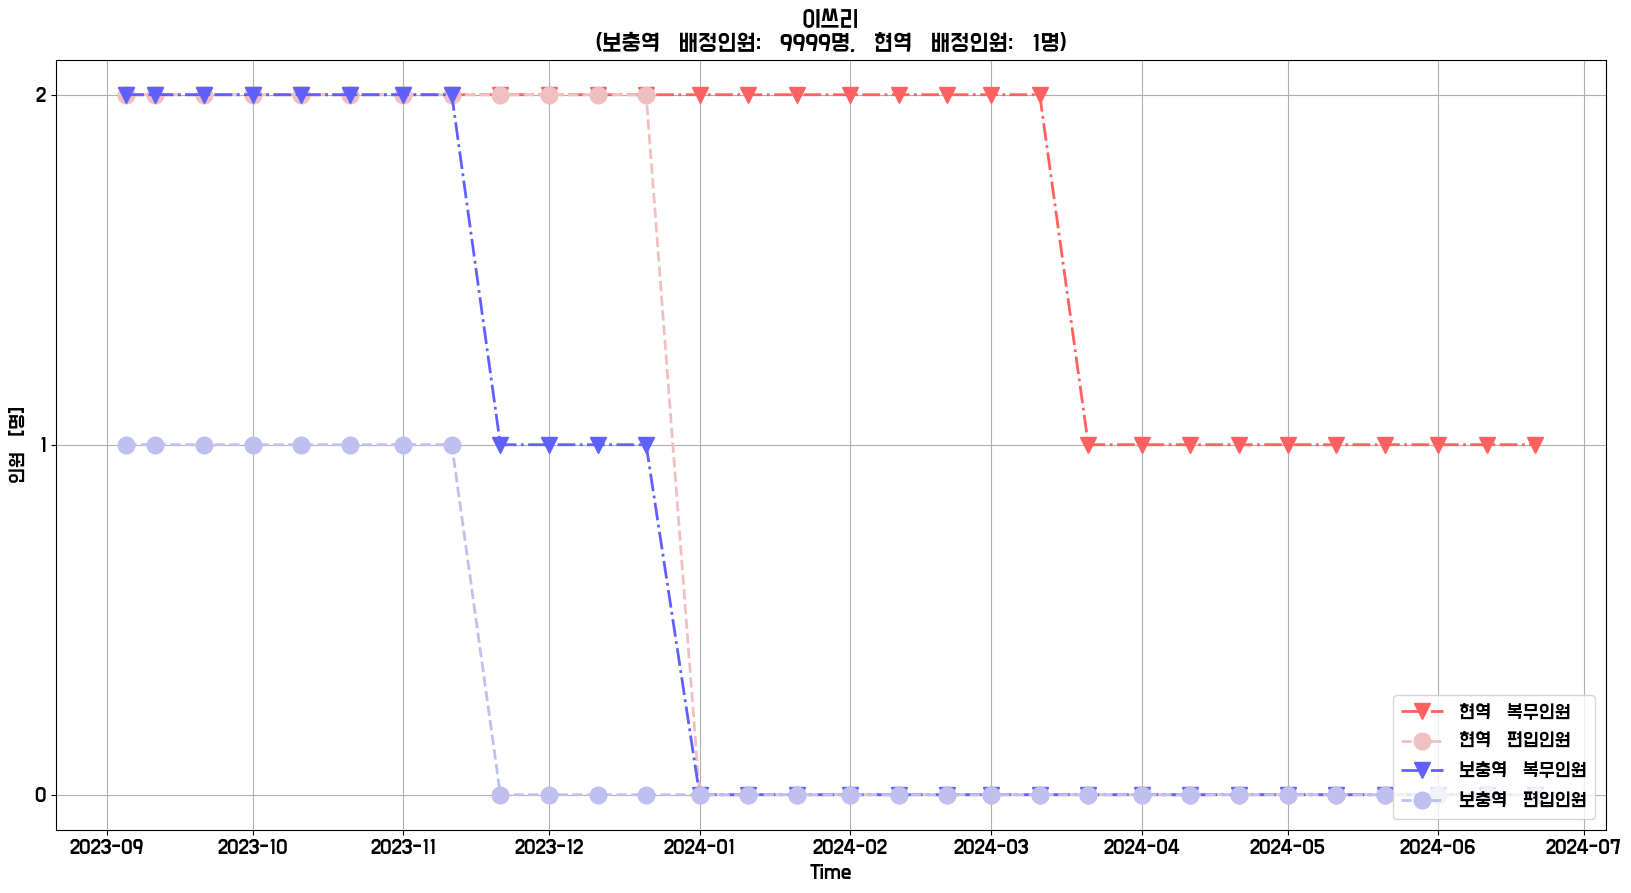 이쓰리
(보충역 배정인원: 9999명, 현역 배정인원: 1명)
인원 [명]
2
1
0
2023-09 2023-10 2023-11 2023-12 2024-01 2024-02 2024-03 2024-04 2024-05 2024-06 2024-07
Time
현역 복무인원
현역 편입인원
보충역 복무인원
보충역 편입인원